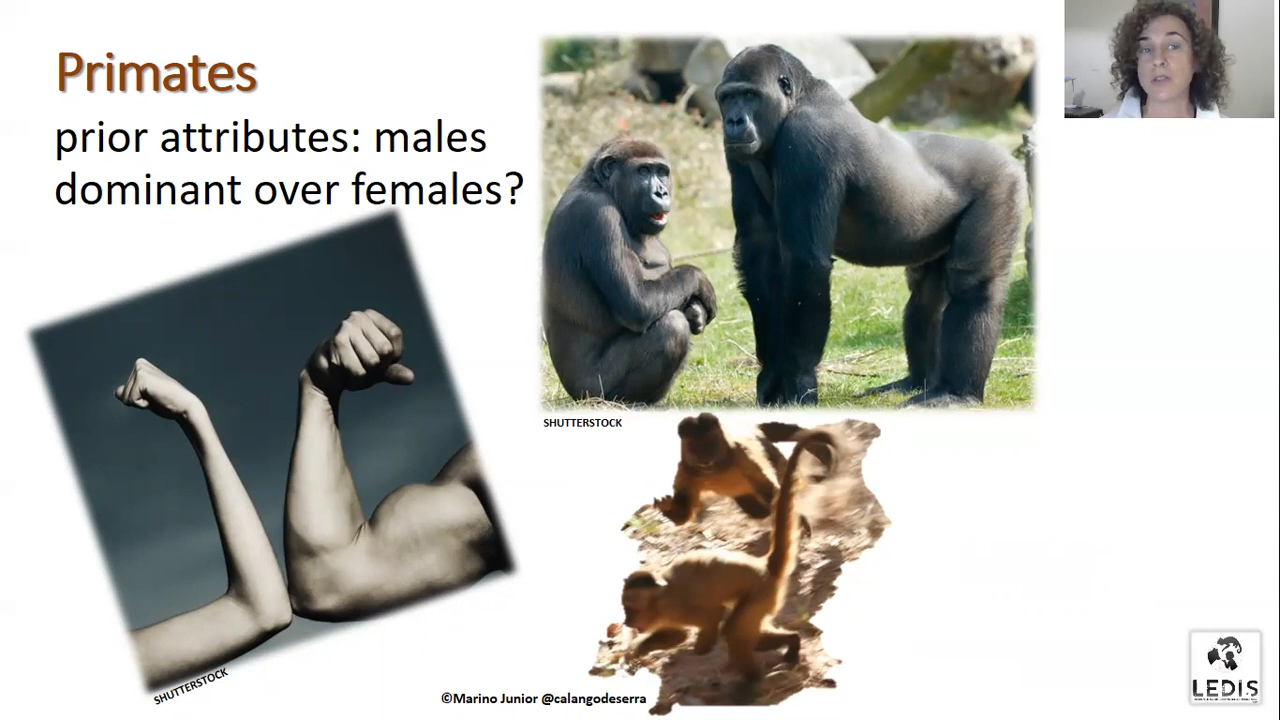 Primates
prior attributes: males
dominant over females?
SHUTTERSTOCK
SHUTTERSTOCK
©Marino Junior @calangodeserra
LEDIS